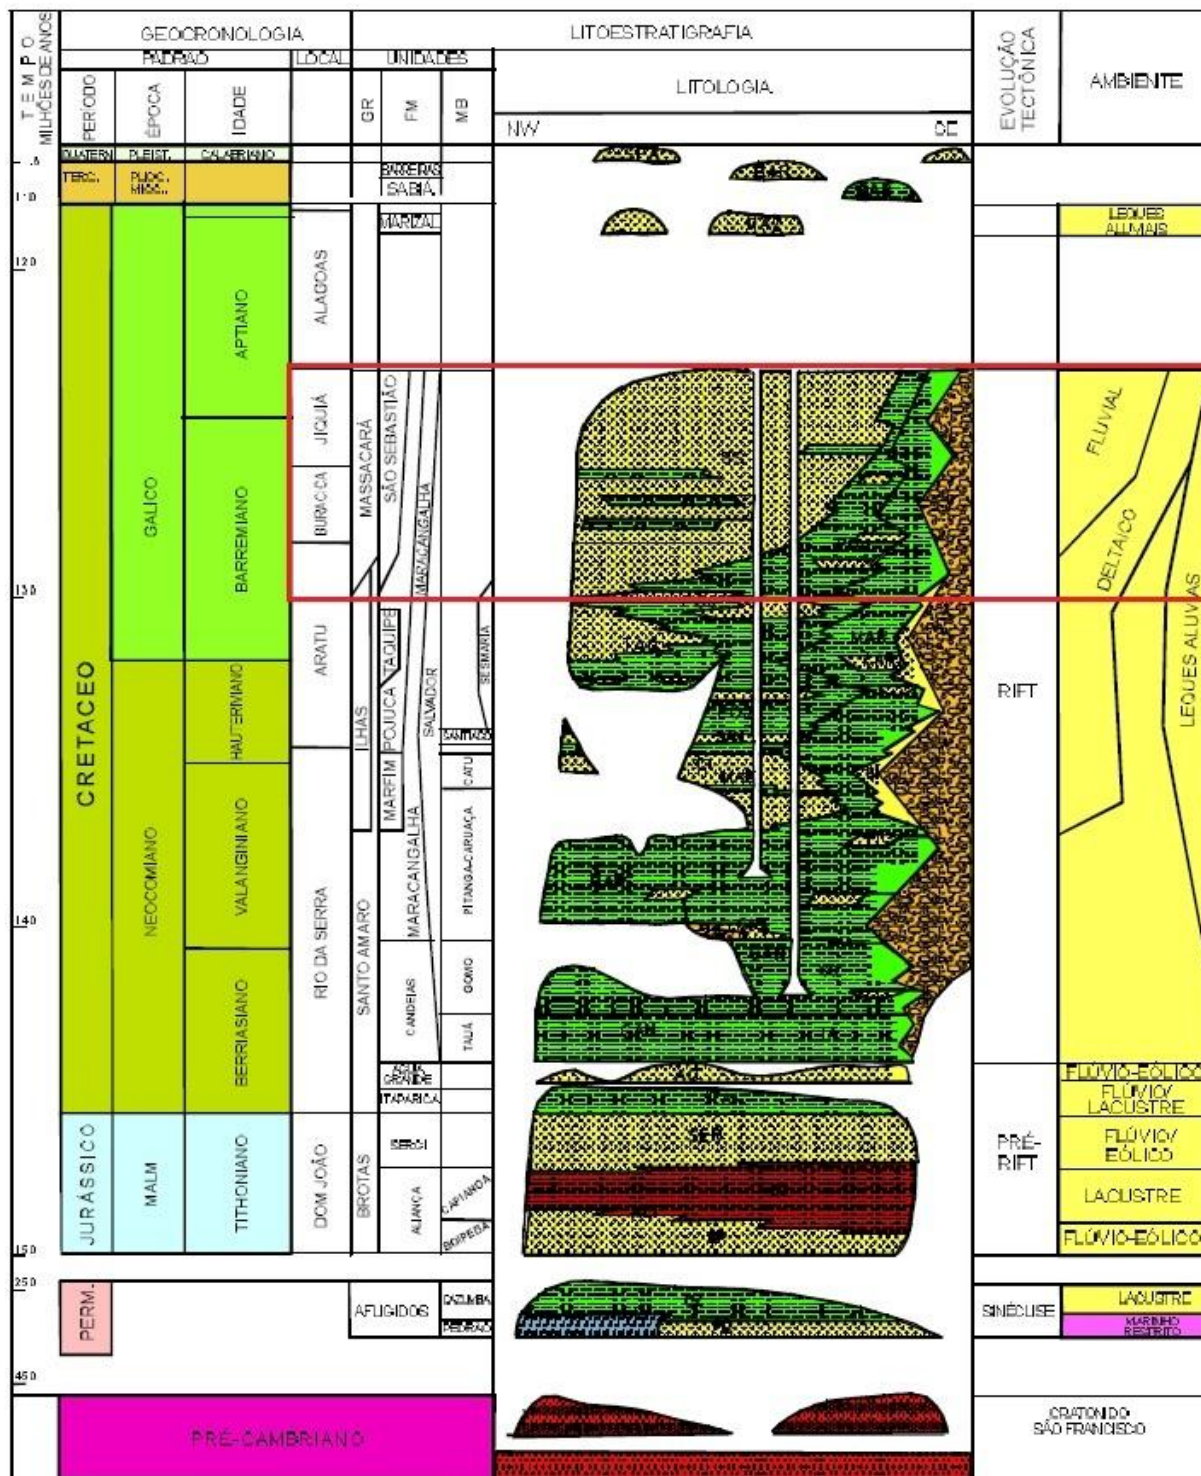 TEMPO
MILHÕES DE ANOS
GEOCRONOLOGIA
PADRAO
LOCAL
PERÍODO
ÉPOCA
IDADE
LITOESTRATIGRAFIA
UNIDADES
GR
FM
MB
LITOLOGIA
NW
EVOLUÇÃO
TECTÔNICA
AMBIENTE
QUATERN
PLEIST.
CALABRIANO
TERC.
BARREIRAS
SABIÁ
MARIZAL
LEQUES
ALUVIAIS
110
120
130
140
150
250
450
CRETACEO
GALICO
NEOCOMIANO
APTIANO
BARREMIANO
HAUTERIVIANO
VALANGINIANO
BERRIASIANO
ALAGOAS
JIQUIÁ
BURACICA
ARATU
RIO DA SERRA
MASSACARÁ
ILHAS
SANTO AMARO
SÃO SEBASTIÃO
MARACANGALHA
TAQUIPE
POJUCA
SALVADOR
MARFIM
MARACANGALHA
CANDEIAS
SESMARIA
SANTIAGO
CATU
PITANGA-CARUAÇA
GOMO
TAUÁ
RIFT
FLUVIAL
DELTAICO
LEQUES ALUVIAS
GRANDE
ITAPARICA
FLÚVIO-EÓLICO
FLÚVIO/
LACUSTRE
JURÁSSICO
MALM
TITHONIANO
DOM JOÃO
BROTAS
SERGI
ALIANÇA
CAPIANGA
BOIPEBA
SER
PRÉ-
RIFT
FLÚVIO/
EÓLICO
LACUSTRE
FLÚVIO-EÓLICO
PERM.
AFLIGIDOS
CAZUMBA
PEDRÃO
SINÉCLISE
LACUSTRE
MARINHO
RESTRITO
PRÉ-CAMBRIANO
CRATON DO
SÃO FRANCISCO